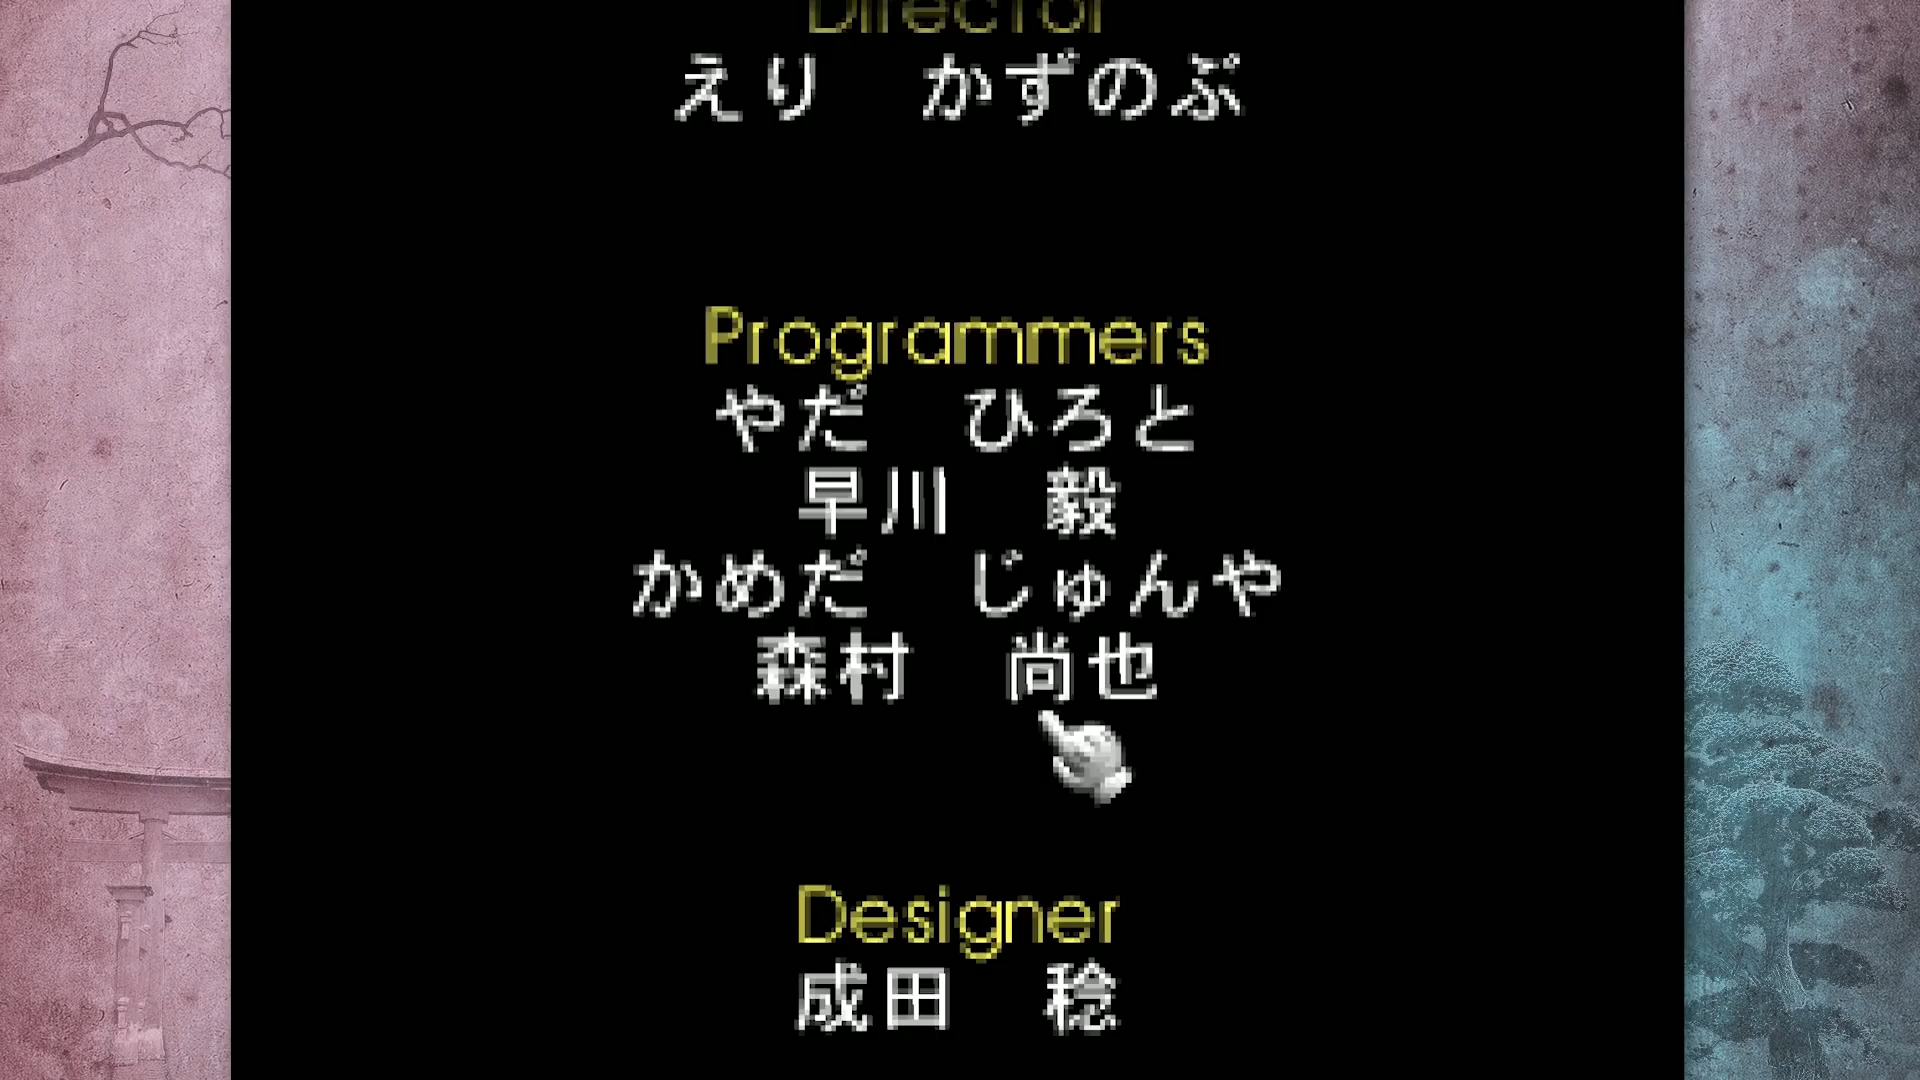 Director
えり　かずのぶ
Programmers
やだ　ひろと
早川　毅
かめだ　じゅんや
森村　尚也
Designer
成田　稔